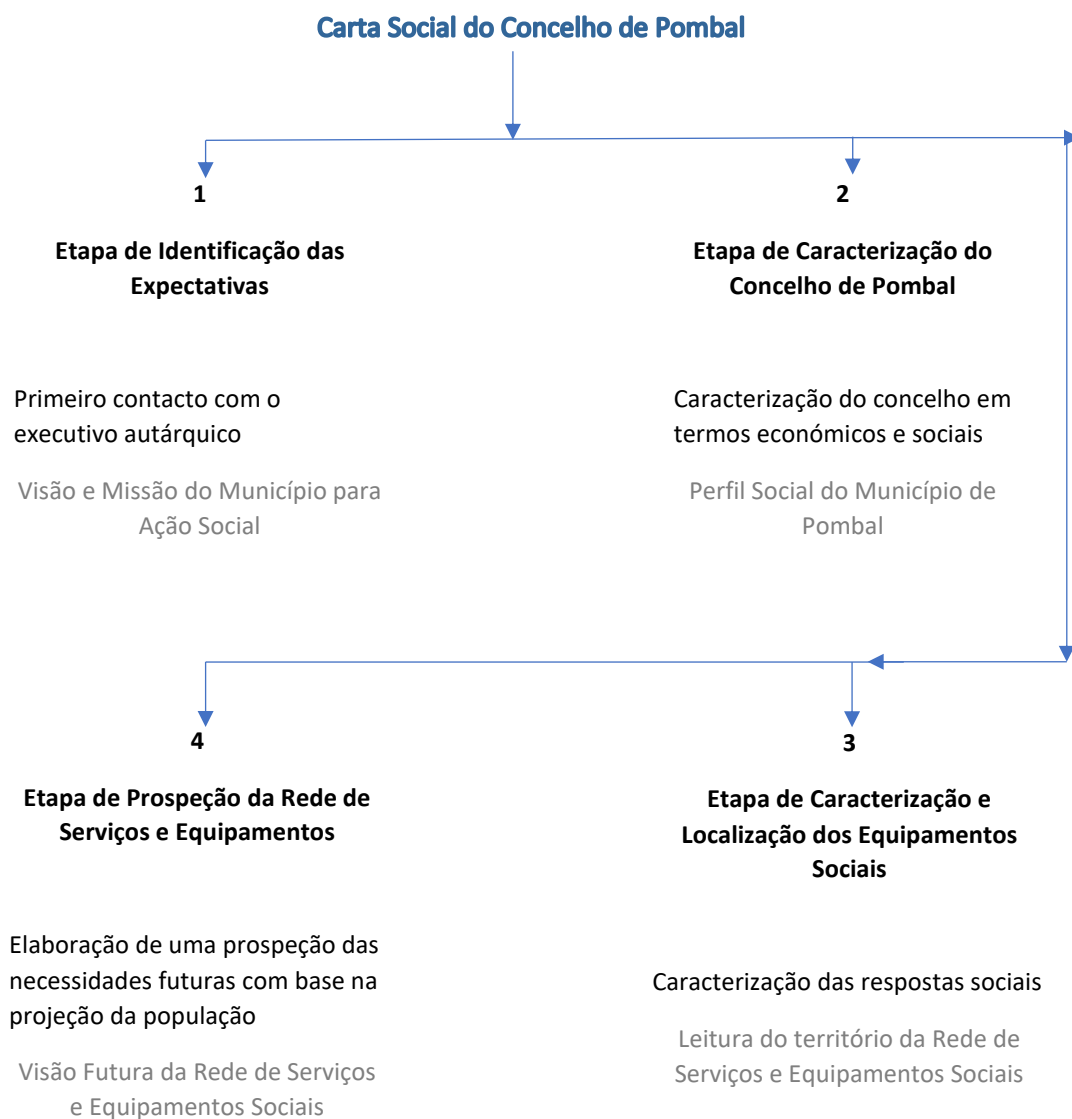 Carta Social do Concelho de Pombal
1
Etapa de Identificação das
Expectativas
Primeiro contacto com o
executivo autárquico
Visão e Missão do Município para
Ação Social
2
Etapa de Caracterização do
Concelho de Pombal
Caracterização do concelho em
termos económicos e sociais
Perfil Social do Município de
Pombal
3
Etapa de Caracterização e
Localização dos Equipamentos
Sociais
Caracterização das respostas sociais
Leitura do território da Rede de
Serviços e Equipamentos Sociais
4
Etapa de Prospeção da Rede de
Serviços e Equipamentos
Elaboração de uma prospeção das
necessidades futuras com base na
projeção da população
Visão Futura da Rede de Serviços
e Equipamentos Sociais